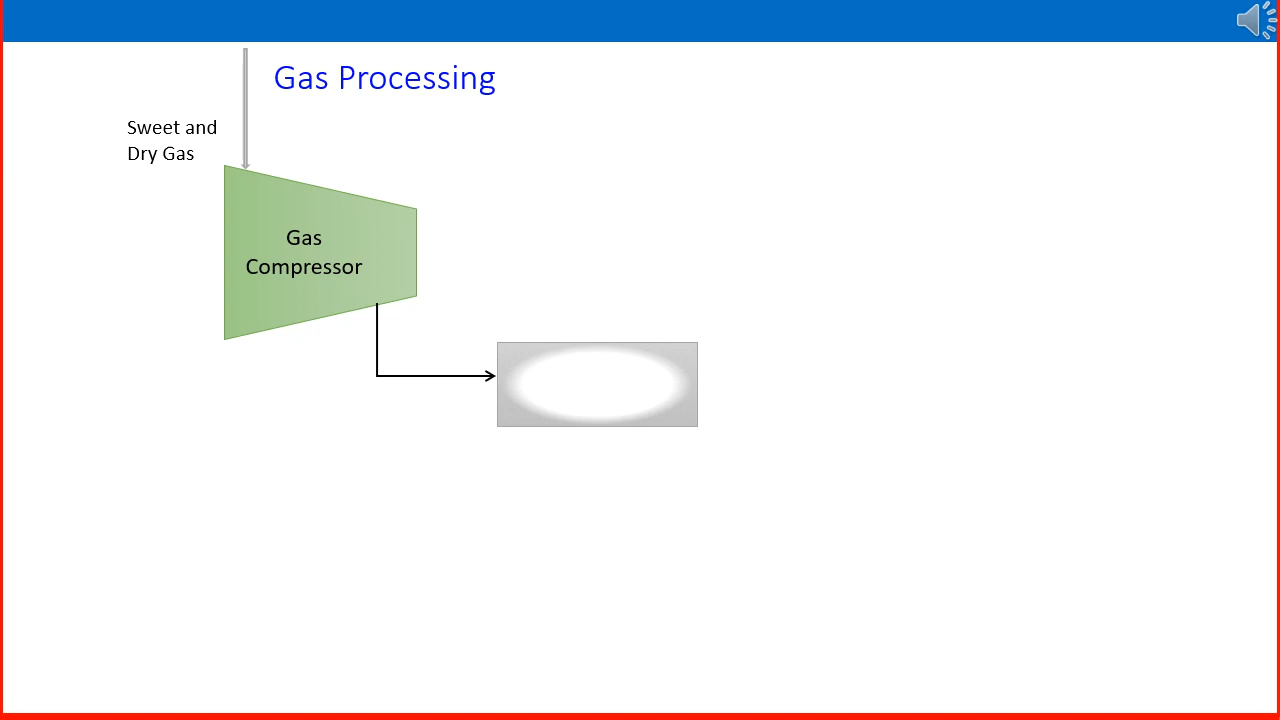 Gas Processing
Sweet and
Dry Gas
Gas
Compressor